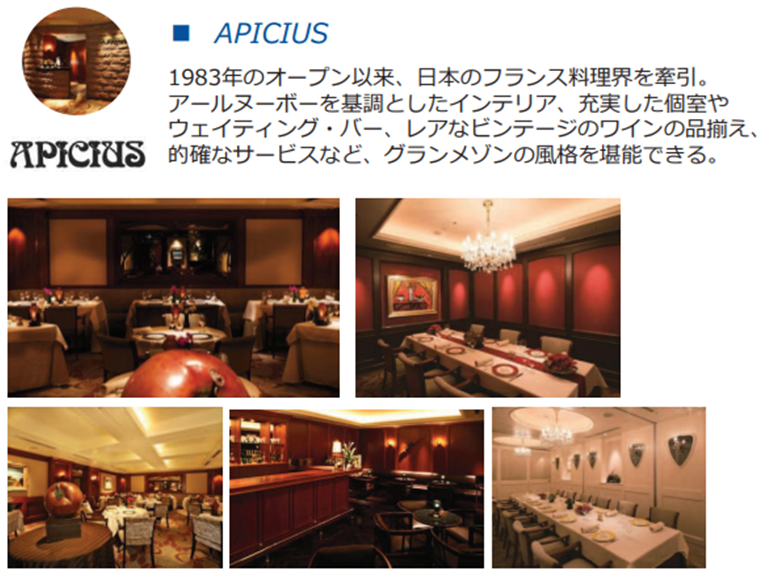 ■ APICIUS
1983年のオープン以来、日本のフランス料理界を牽引。
アールヌーボーを基調としたインテリア、充実した個室や
ウェイティング・バー、レアなビンテージのワインの品揃え、
的確なサービスなど、グランメゾンの風格を堪能できる。
APICIUS